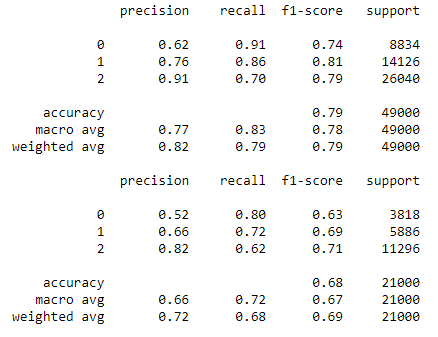 precision recall f1-score support
0 0.62 0.91 0.74 8834
1 0.76 0.86 0.81 14126
2 0.91 0.70 0.79 26040
accuracy 0.79 49000
macro avg 0.77 0.83 0.78 49000
weighted avg 0.82 0.79 0.79 49000
precision recall f1-score support
0 0.52 0.80 0.63 3818
1 0.66 0.72 0.69 5886
2 0.82 0.62 0.71 11296
accuracy 0.68 21000
macro avg 0.66 0.72 0.67 21000
weighted avg 0.72 0.68 0.69 21000